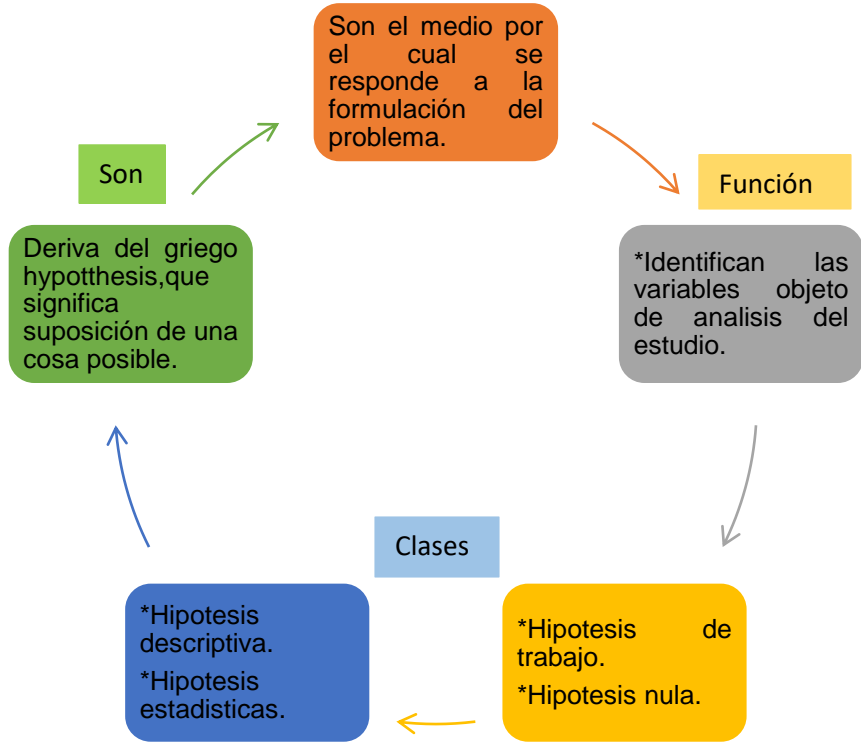 Son el medio por
el cual se
responde a la
formulación del
problema.
Son
Función
Deriva del griego
hypotthesis,que
significa
suposición de una
cosa posible.
*Identifican las
variables objeto
de analisis del
estudio.
Clases
*Hipotesis
descriptiva.
*Hipotesis
estadisticas.
*Hipotesis de
trabajo.
*Hipotesis nula.